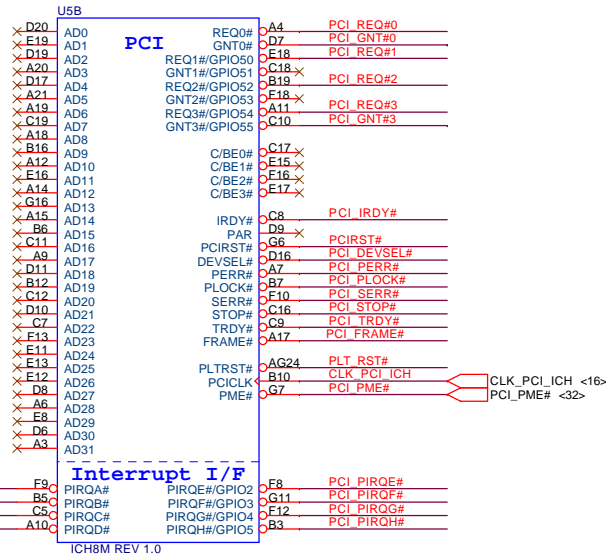 U5B
PCI
D20 AD0 REQ0# A4 PCI_REQ#0
E19 AD1 GNT0# D7 PCI_GNT#0
D19 AD2 REQ1#/GPIO50 E18 PCI_REQ#1
A20 AD3 GNT1#/GPIO51 C18
D17 AD4 REQ2#/GPIO52 B19 PCI_REQ#2
A21 AD5 GNT2#/GPIO53 F18
A19 AD6 REQ3#/GPIO54 A11 PCI_REQ#3
C19 AD7 GNT3#/GPIO55 C10 PCI_GNT#3
A18 AD8
B16 AD9 C/BE0# C17
A12 AD10 C/BE1# E15
E16 AD11 C/BE2# F16
A14 AD12 C/BE3# E17
G16 AD13
A15 AD14 IRDY# C8 PCI_IRDY#
B6 AD15 PAR D9
C11 AD16 PCIRST# G6 PCIRST#
A9 AD17 DEVSEL# D16 PCI_DEVSEL#
D11 AD18 PERR# A7 PCI_PERR#
B12 AD19 PLOCK# B7 PCI_PLOCK#
C12 AD20 SERR# F10 PCI_SERR#
D10 AD21 STOP# C16 PCI_STOP#
C7 AD22 TRDY# C9 PCI_TRDY#
F13 AD23 FRAME# A17 PCI_FRAME#
E11 AD24
E13 AD25 PLTRST# AG24 PLT_RST#
E12 AD26 PCICLK B10 CLK_PCI_ICH CLK_PCI_ICH <16>
D8 AD27 PME# G7 PCI_PME# PCI_PME# <32>
A6 AD28
E8 AD29
D6 AD30
A3 AD31
Interrupt I/F
F9 PIRQA# PIRQE#/GPIO2 F8 PCI_PIRQE#
B5 PIRQB# PIRQF#/GPIO3 G11 PCI_PIRQF#
C5 PIRQC# PIRQG#/GPIO4 F12 PCI_PIRQG#
A10 PIRQD# PIRQH#/GPIO5 B3 PCI_PIRQH#
ICH8M REV 1.0